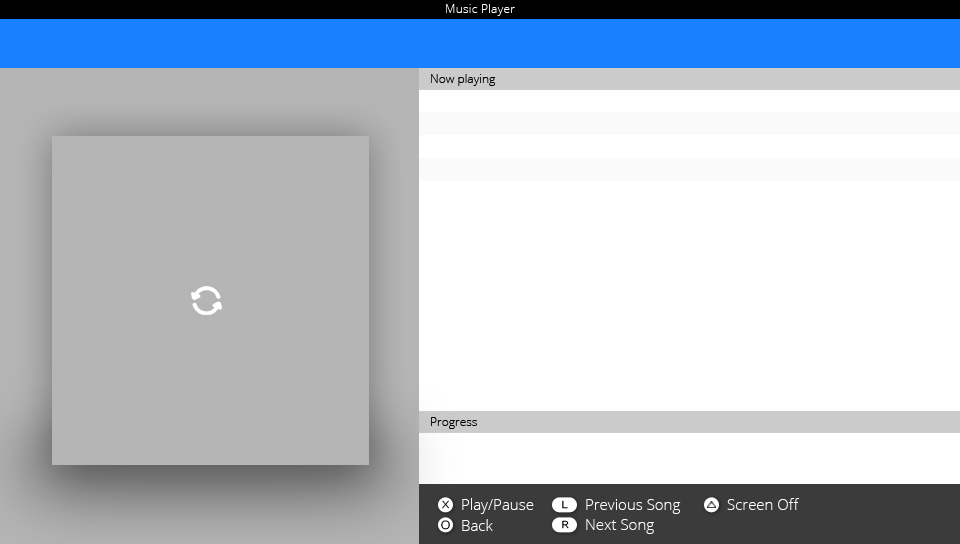 Music Player
Now playing
Progress
X Play/Pause L Previous Song Screen Off
O Back R Next Song